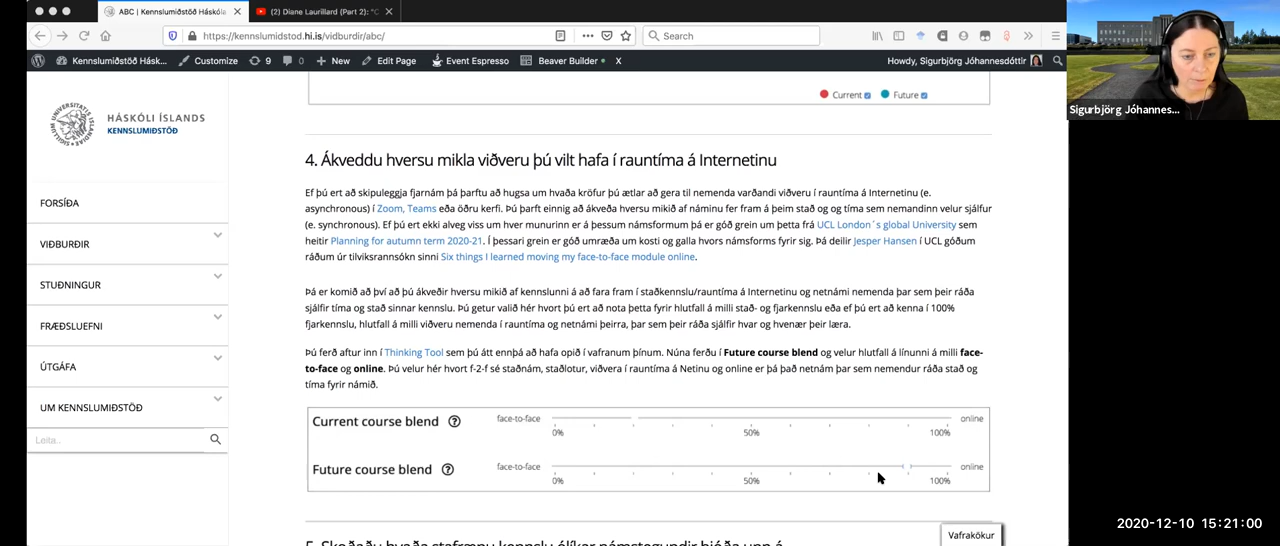 ABC | Kennslumiðstöð Háskóla
(2) Diane Laurillard (Part 2): "C
https://kennslumidstod.hi.is/vidburdir/abc/
Search
Kennslumiðstöð Hásk...
Customize
9
0
New
Edit Page
Event Espresso
Beaver Builder
X
Howdy, Sigurbjörg Jóhannesdóttir
Sigurbjörg Jóhannes...
HÁSKÓLI ÍSLANDS
KENNSLUMIÐSTÖÐ
FORSÍÐA
VIÐBURÐIR
STUÐNINGUR
FRÆÐSLUEFNI
ÚTGÁFA
UM KENNSLUMIÐSTÖÐ
Leita..
Current
Future
4. Ákveddu hversu mikla viðveru þú vilt hafa í rauntíma á Internetinu
Ef þú ert að skipuleggja fjarnám þá þarftu að hugsa um hvaða kröfur þú ætlar að gera til nemenda varðandi viðveru í rauntíma á Internetinu (e.
asynchronous) í Zoom, Teams eða öðru kerfi. Þú þarft einnig að ákveða hversu mikið af náminu fer fram á þeim stað og og tíma sem nemandinn velur sjálfur
(e. synchronous). Ef þú ert ekki alveg viss um hver munurinn er á þessum námsformum þá er góð grein um þetta frá UCL London´s global University sem
heitir Planning for autumn term 2020-21. Í þessari grein er góð umræða um kosti og galla hvors námsforms fyrir sig. Þá deilir Jesper Hansen í UCL góðum
ráðum úr tilviksrannsókn sinni Six things I learned moving my face-to-face module online.
Þá er komið að því að þú ákveðir hversu mikið af kennslunni á að fara fram í staðkennslu/rauntíma á Internetinu og netnámi nemenda þar sem þeir ráða
sjálfir tíma og stað sinnar kennslu. Þú getur valið hér hvort þú ert að nota þetta fyrir hlutfall á milli stað- og fjarkennslu eða ef þú ert að kenna í 100%
fjarkennslu, hlutfall á milli viðveru nemenda í rauntíma og netnámi þeirra, þar sem þeir ráða sjálfir hvar og hvenær þeir læra.
Þú ferð aftur inn í Thinking Tool sem þú átt ennþá að hafa opið í vafranum þínum. Núna ferðu í Future course blend og velur hlutfall á línunni á milli face-
to-face og online. Þú velur hér hvort f-2-f sé staðnám, staðlotur, viðvera í rauntíma á Netinu og online er þá það netnám þar sem nemendur ráða stað og
tíma fyrir námið.
Current course blend ? face-to-face online
0% 50% 100%
Future course blend ? face-to-face online
0% 50% 100%
Vafrakökur
2020-12-10 15:21:00